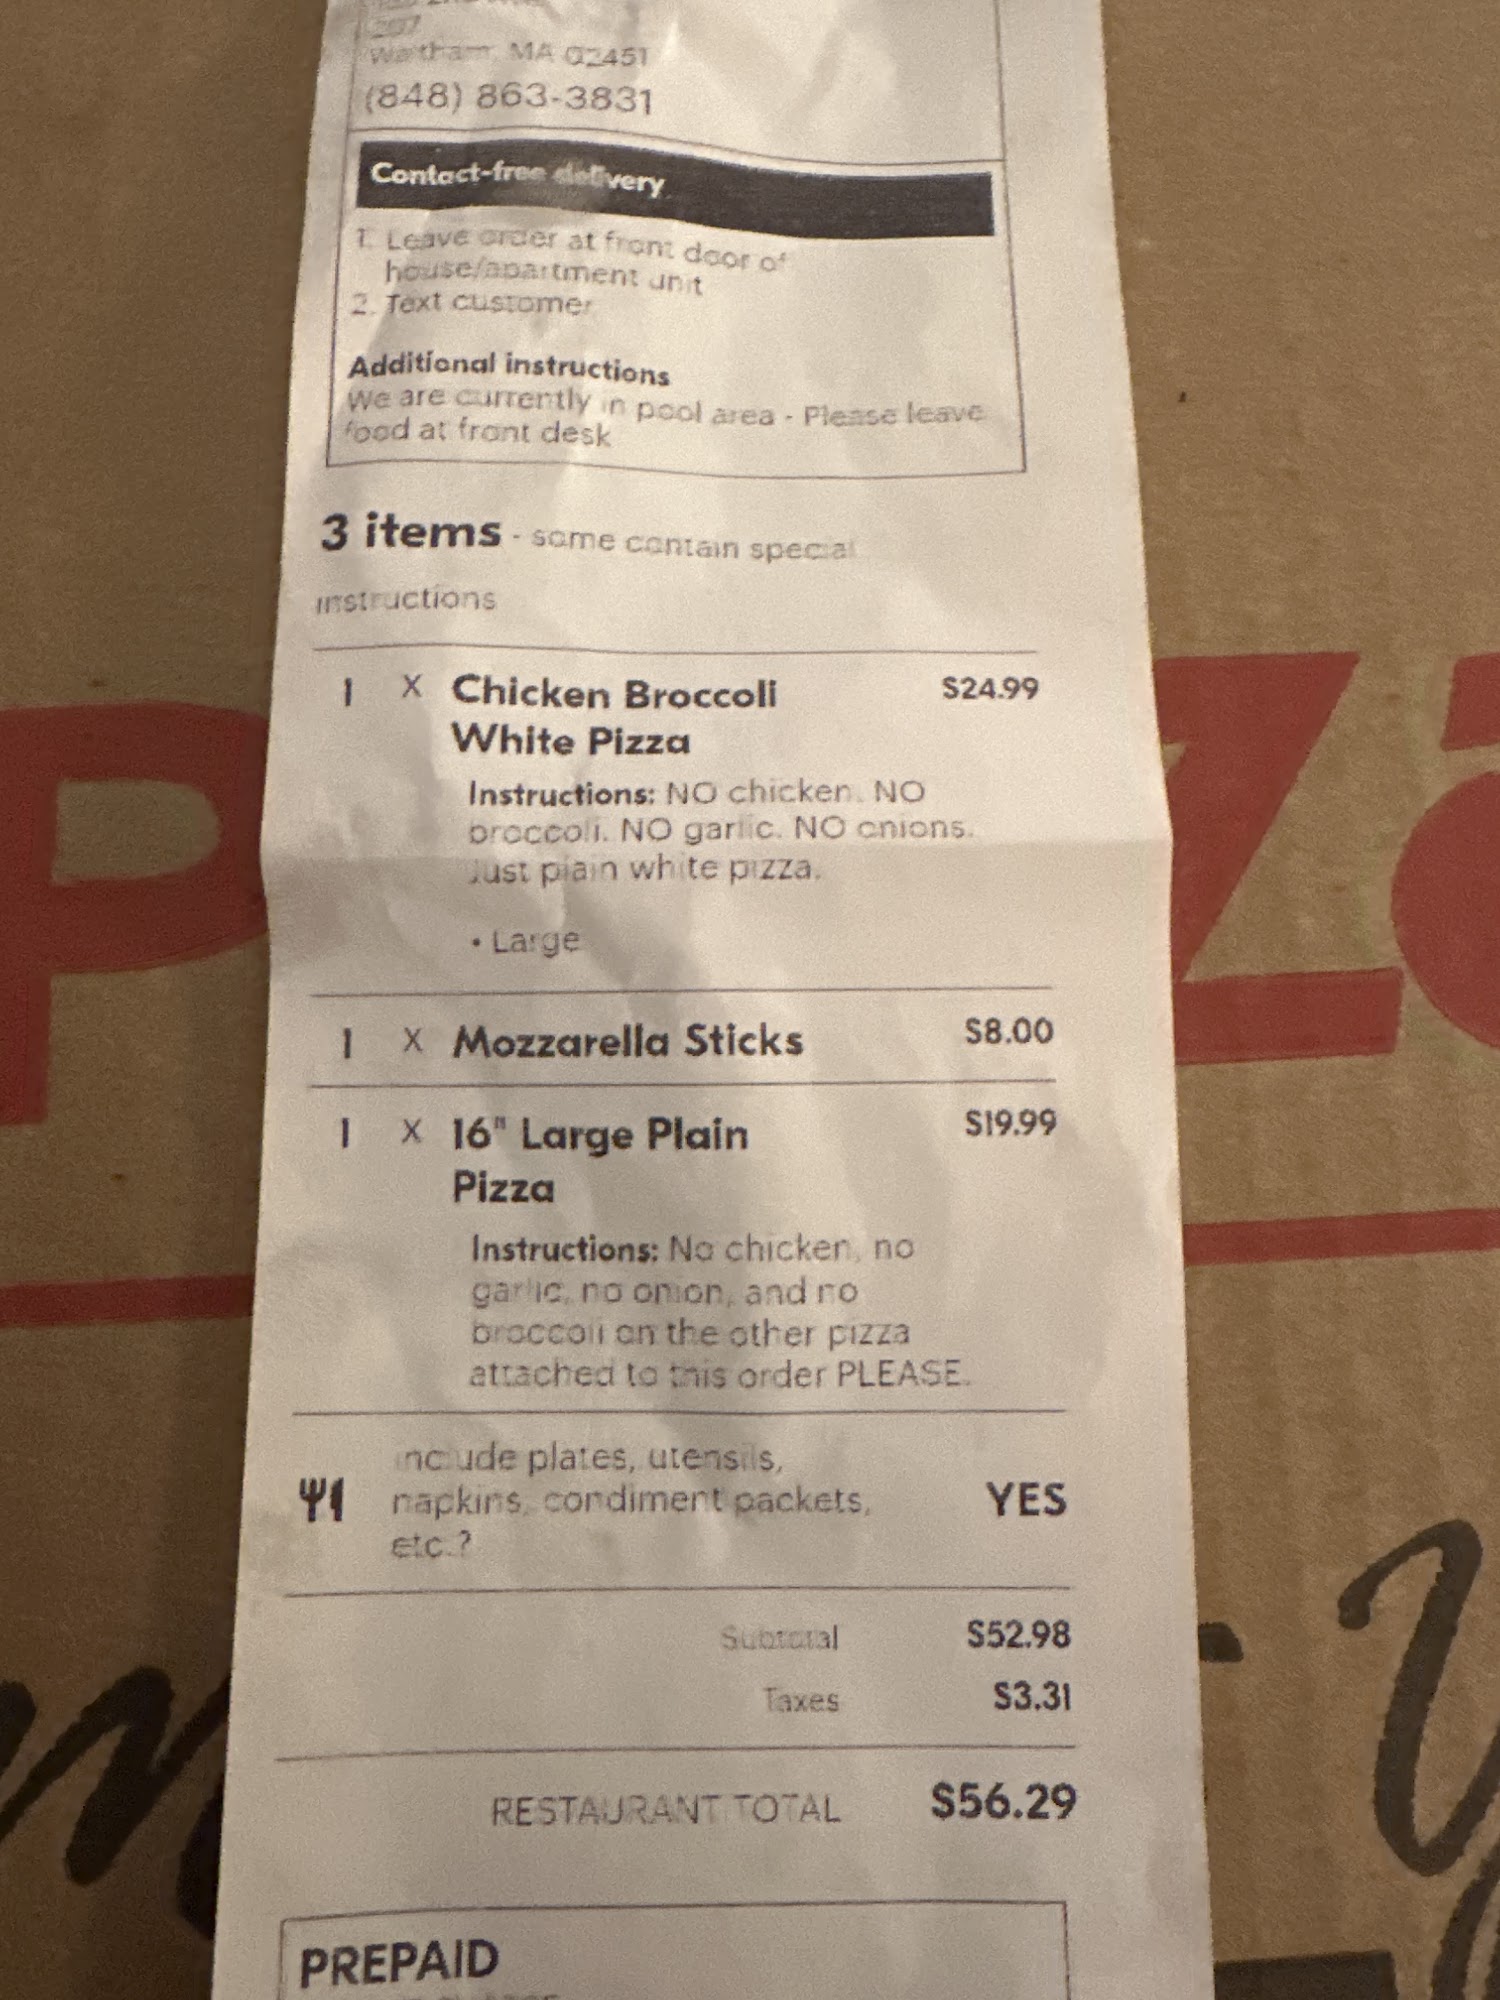 297
Waltham, MA 02451
(848) 863-3831
Contact-free delivery
1. Leave order at front door of
house/apartment unit
2. Text customer
Additional instructions
We are currently in pool area - Please leave
food at front desk
3 items - some contain special
instructions
1 X Chicken Broccoli $24.99
White Pizza
Instructions: NO chicken. NO
broccoli. NO garlic. NO onions.
Just plain white pizza.
• Large
1 X Mozzarella Sticks $8.00
1 X 16" Large Plain $19.99
Pizza
Instructions: No chicken, no
garlic, no onion, and no
broccoli on the other pizza
attached to this order PLEASE.
Include plates, utensils,
napkins, condiment packets, YES
etc.?
Subtotal $52.98
Taxes $3.31
RESTAURANT TOTAL $56.29
PREPAID